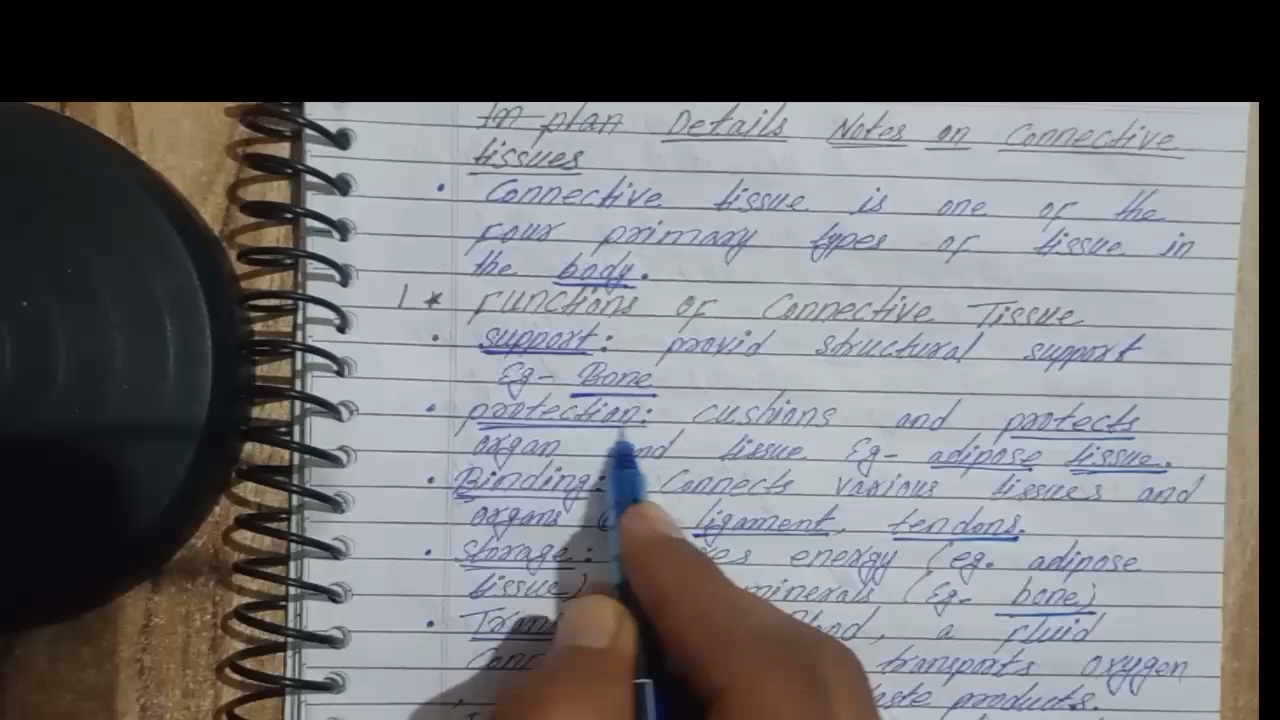 In plan Details Notes on Connective
tissues
• Connective tissue is one of the
four primary types of tissue in
the body.
1 * Functions of Connective Tissue
• support: provid structural support
Eg- Bone
• protection: cushions and protects
organ and tissue Eg- adipose tissue.
• Binding: Connects various tissues and
organs ligament, tendons.
• Storage: energy (eg. adipose
tissue) minerals (Eg- bone)
• a fluid
transports oxygen
products.